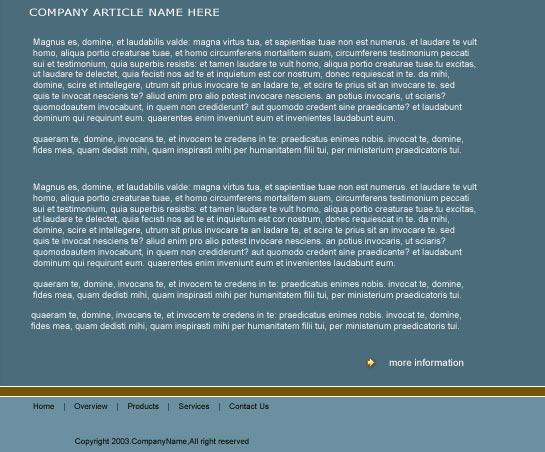 COMPANY ARTICLE NAME HERE
Magnus es, domine, et laudabilis valde: magna virtus tua, et sapientiae tuae non est numerus. et laudare te vult
homo, aliqua portio creaturae tuae, et homo circumferens mortalitem suam, circumferens testimonium peccati
sui et testimonium, quia superbis resistis: et tamen laudare te vult homo, aliqua portio creaturae tuae.tu excitas,
ut laudare te delectet, quia fecisti nos ad te et inquietum est cor nostrum, donec requiescat in te. da mihi,
domine, scire et intellegere, utrum sit prius invocare te an ladare te, et scire te prius sit an invocare te. sed
quis te invocat nesciens te? aliud enim pro alio potest invocare nesciens. an potius invocaris, ut sciaris?
quomodoautem invocabunt, in quem non crediderunt? aut quomodo credent sine praedicante? et laudabunt
dominum qui requirunt eum. quaerentes enim inveniunt eum et invenientes laudabunt eum.
quaeram te, domine, invocans te, et invocem te credens in te: praedicatus enimes nobis. invocat te, domine,
fides mea, quam dedisti mihi, quam inspirasti mihi per humanitatem filii tui, per ministerium praedicatoris tui.
Magnus es, domine, et laudabilis valde: magna virtus tua, et sapientiae tuae non est numerus. et laudare te vult
homo, aliqua portio creaturae tuae, et homo circumferens mortalitem suam, circumferens testimonium peccati
sui et testimonium, quia superbis resistis: et tamen laudare te vult homo, aliqua portio creaturae tuae.tu excitas,
ut laudare te delectet, quia fecisti nos ad te et inquietum est cor nostrum, donec requiescat in te. da mihi,
domine, scire et intellegere, utrum sit prius invocare te an ladare te, et scire te prius sit an invocare te. sed
quis te invocat nesciens te? aliud enim pro alio potest invocare nesciens. an potius invocaris, ut sciaris?
quomodoautem invocabunt, in quem non crediderunt? aut quomodo credent sine praedicante? et laudabunt
dominum qui requirunt eum. quaerentes enim inveniunt eum et invenientes laudabunt eum.
quaeram te, domine, invocans te, et invocem te credens in te: praedicatus enimes nobis. invocat te, domine,
fides mea, quam dedisti mihi, quam inspirasti mihi per humanitatem filii tui, per ministerium praedicatoris tui.
quaeram te, domine, invocans te, et invocem te credens in te: praedicatus enimes nobis. invocat te, domine,
fides mea, quam dedisti mihi, quam inspirasti mihi per humanitatem filii tui, per ministerium praedicatoris tui.
more information
Home | Overview | Products | Services | Contact Us
Copyright 2003.CompanyName,All right reserved